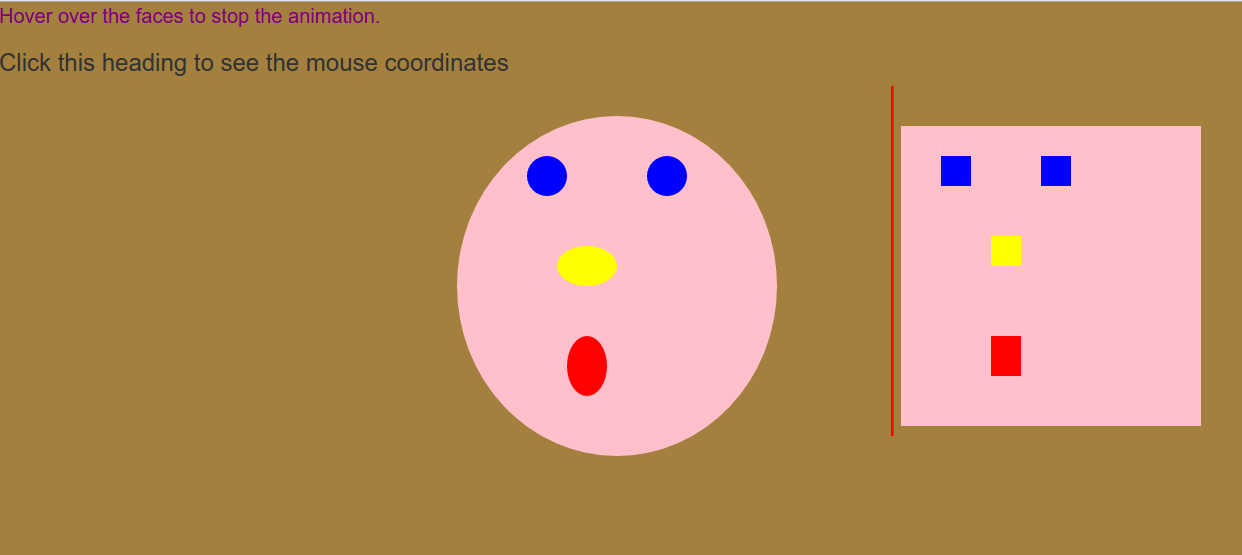 Hover over the faces to stop the animation.
Click this heading to see the mouse coordinates